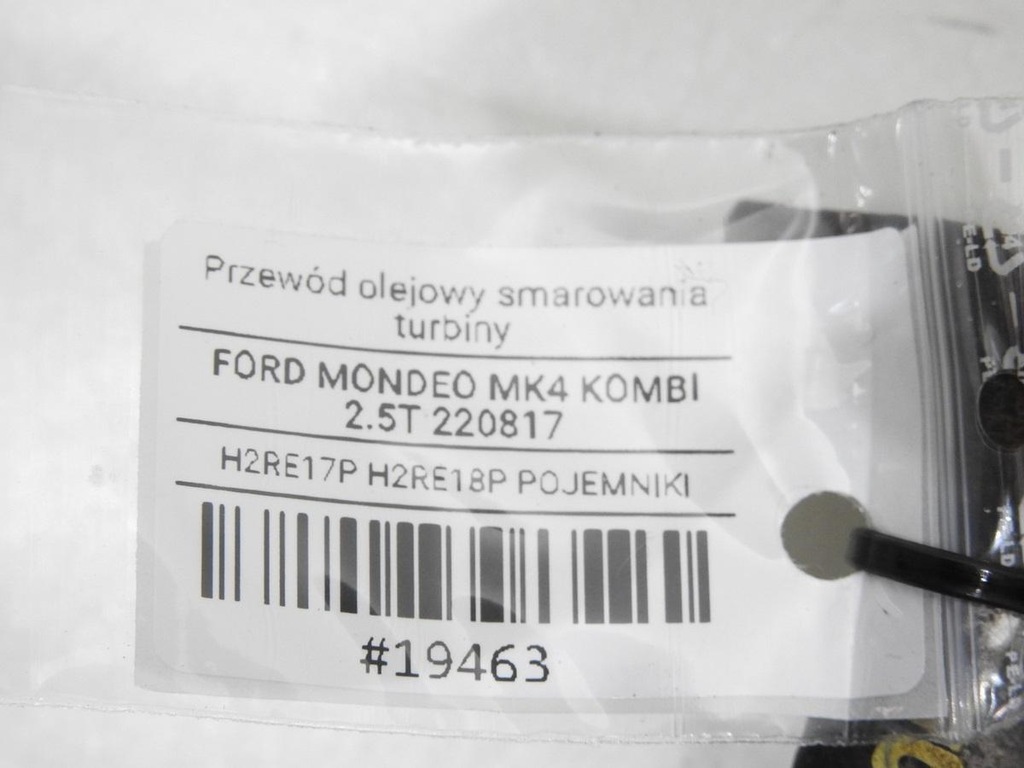 Przewód olejowy smarowania
turbiny
FORD MONDEO MK4 KOMBI
2.5T 220817
H2RE17P H2RE18P POJEMNIKI
#19463